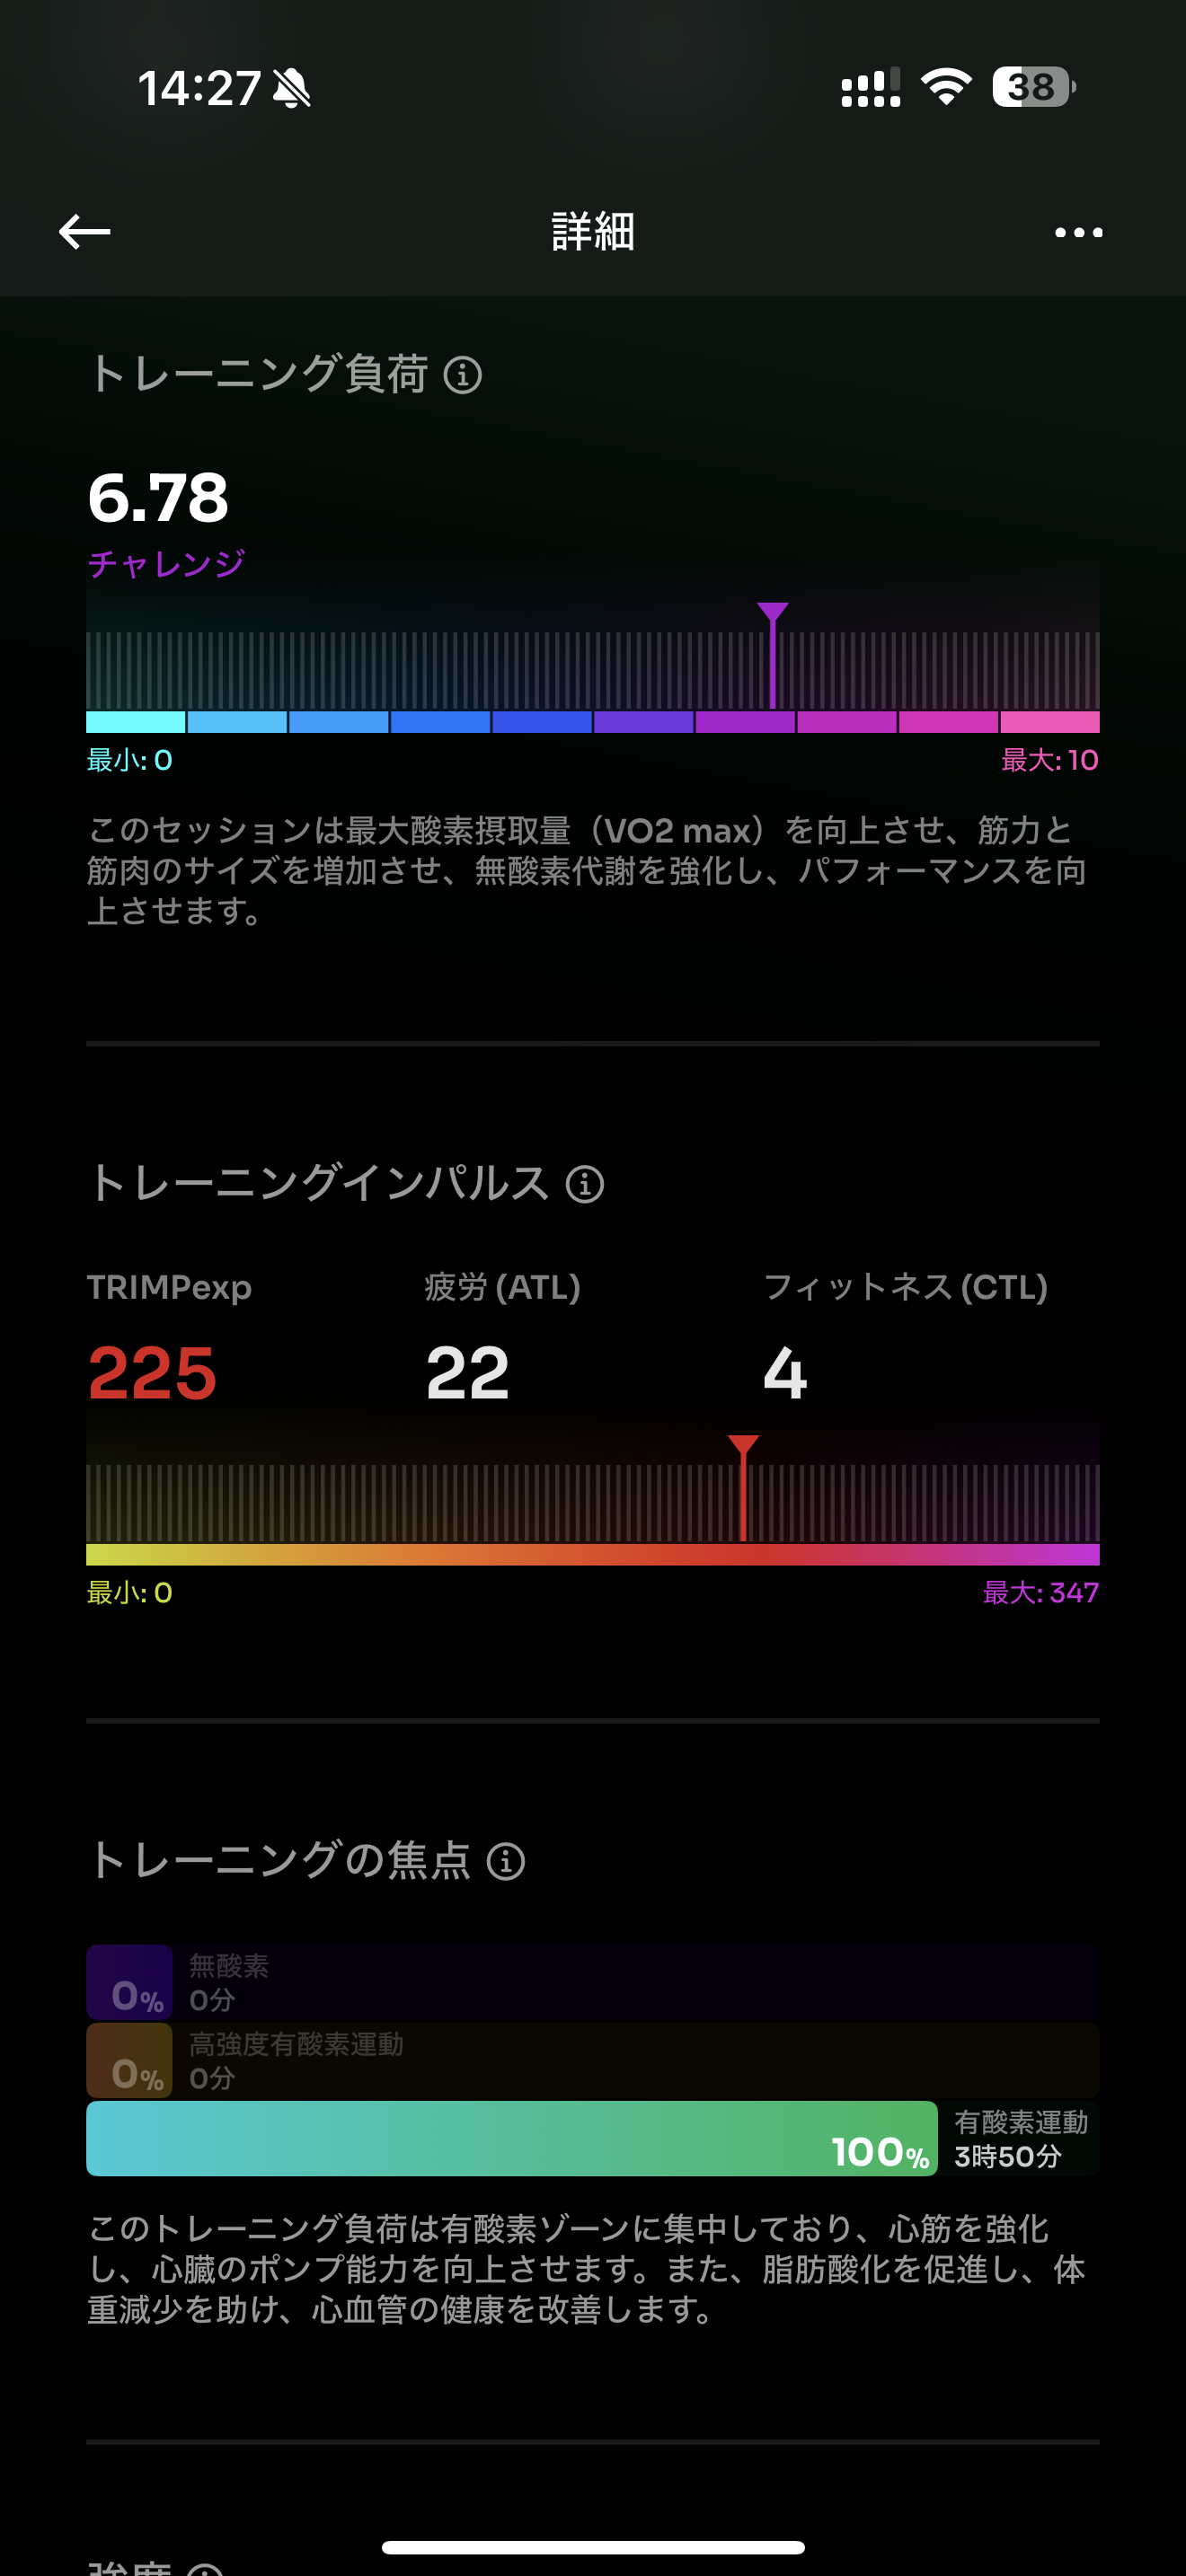 14:27
38
詳細
トレーニング負荷
6.78
チャレンジ
最小: 0
最大: 10
このセッションは最大酸素摂取量（VO2 max）を向上させ、筋力と
筋肉のサイズを増加させ、無酸素代謝を強化し、パフォーマンスを向
上させます。
トレーニングインパルス
TRIMPexp
疲労 (ATL)
フィットネス (CTL)
225
22
4
最小: 0
最大: 347
トレーニングの焦点
0%
無酸素
0分
0%
高強度有酸素運動
0分
100%
有酸素運動
3時50分
このトレーニング負荷は有酸素ゾーンに集中しており、心筋を強化
し、心臓のポンプ能力を向上させます。また、脂肪酸化を促進し、体
重減少を助け、心血管の健康を改善します。
強度